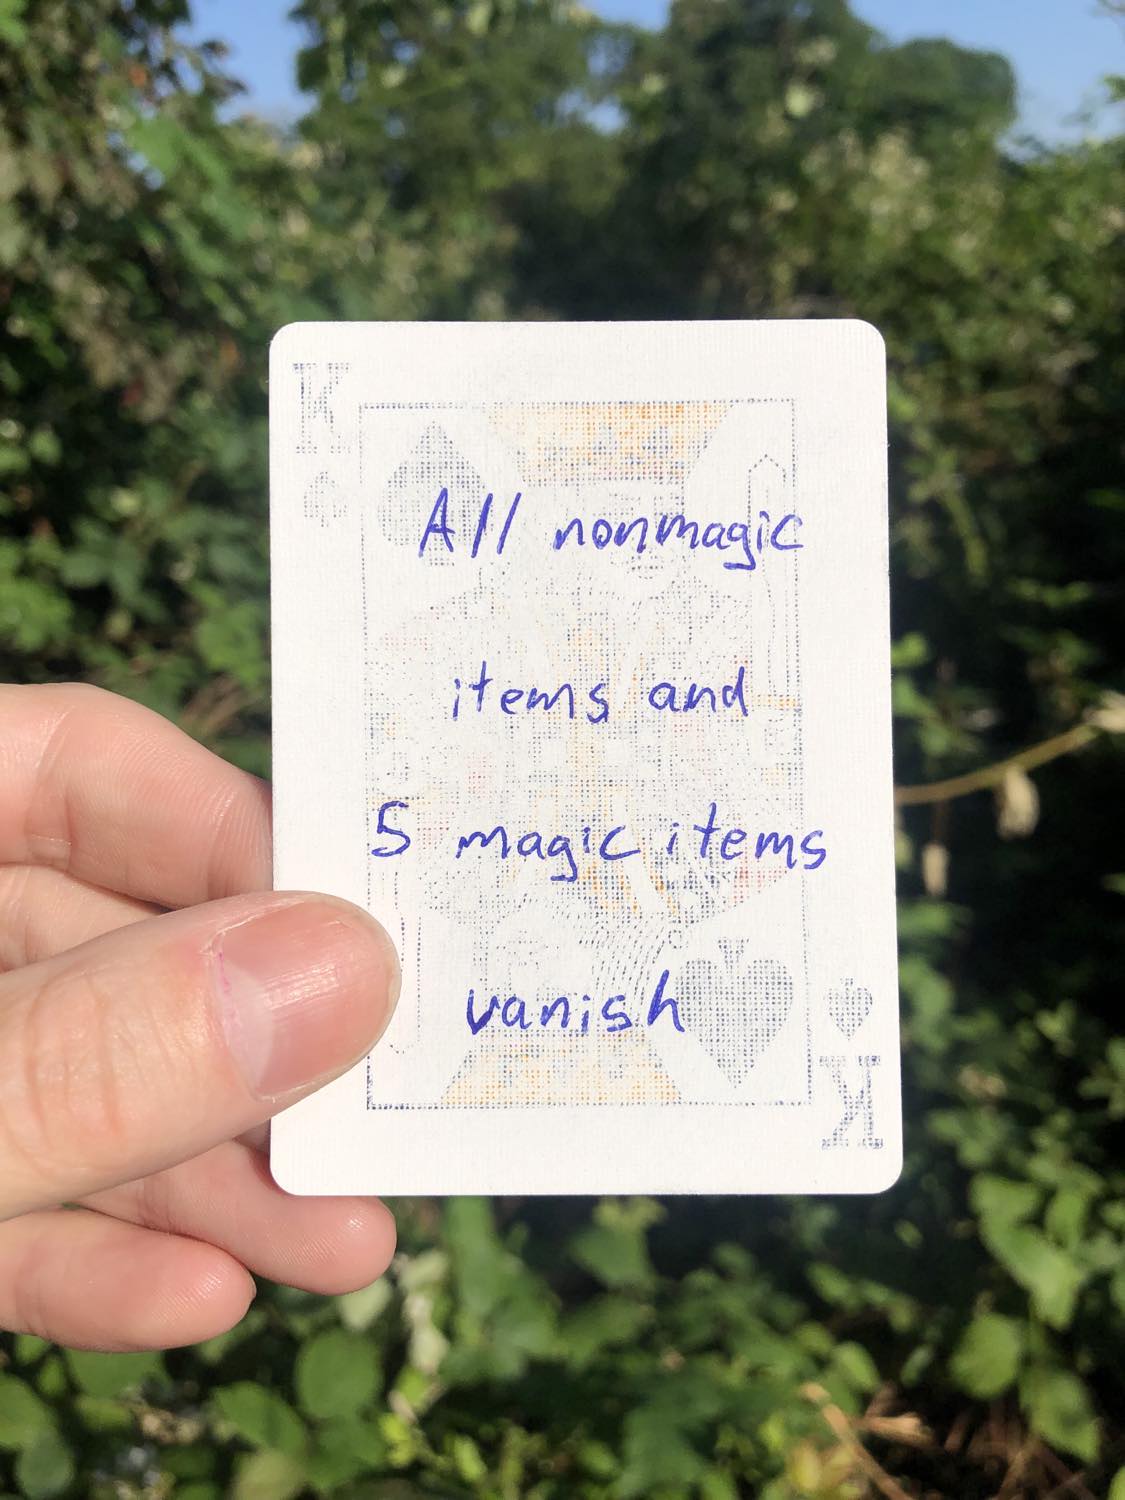 K
All nonmagic
items and
5 magic items
vanish
K